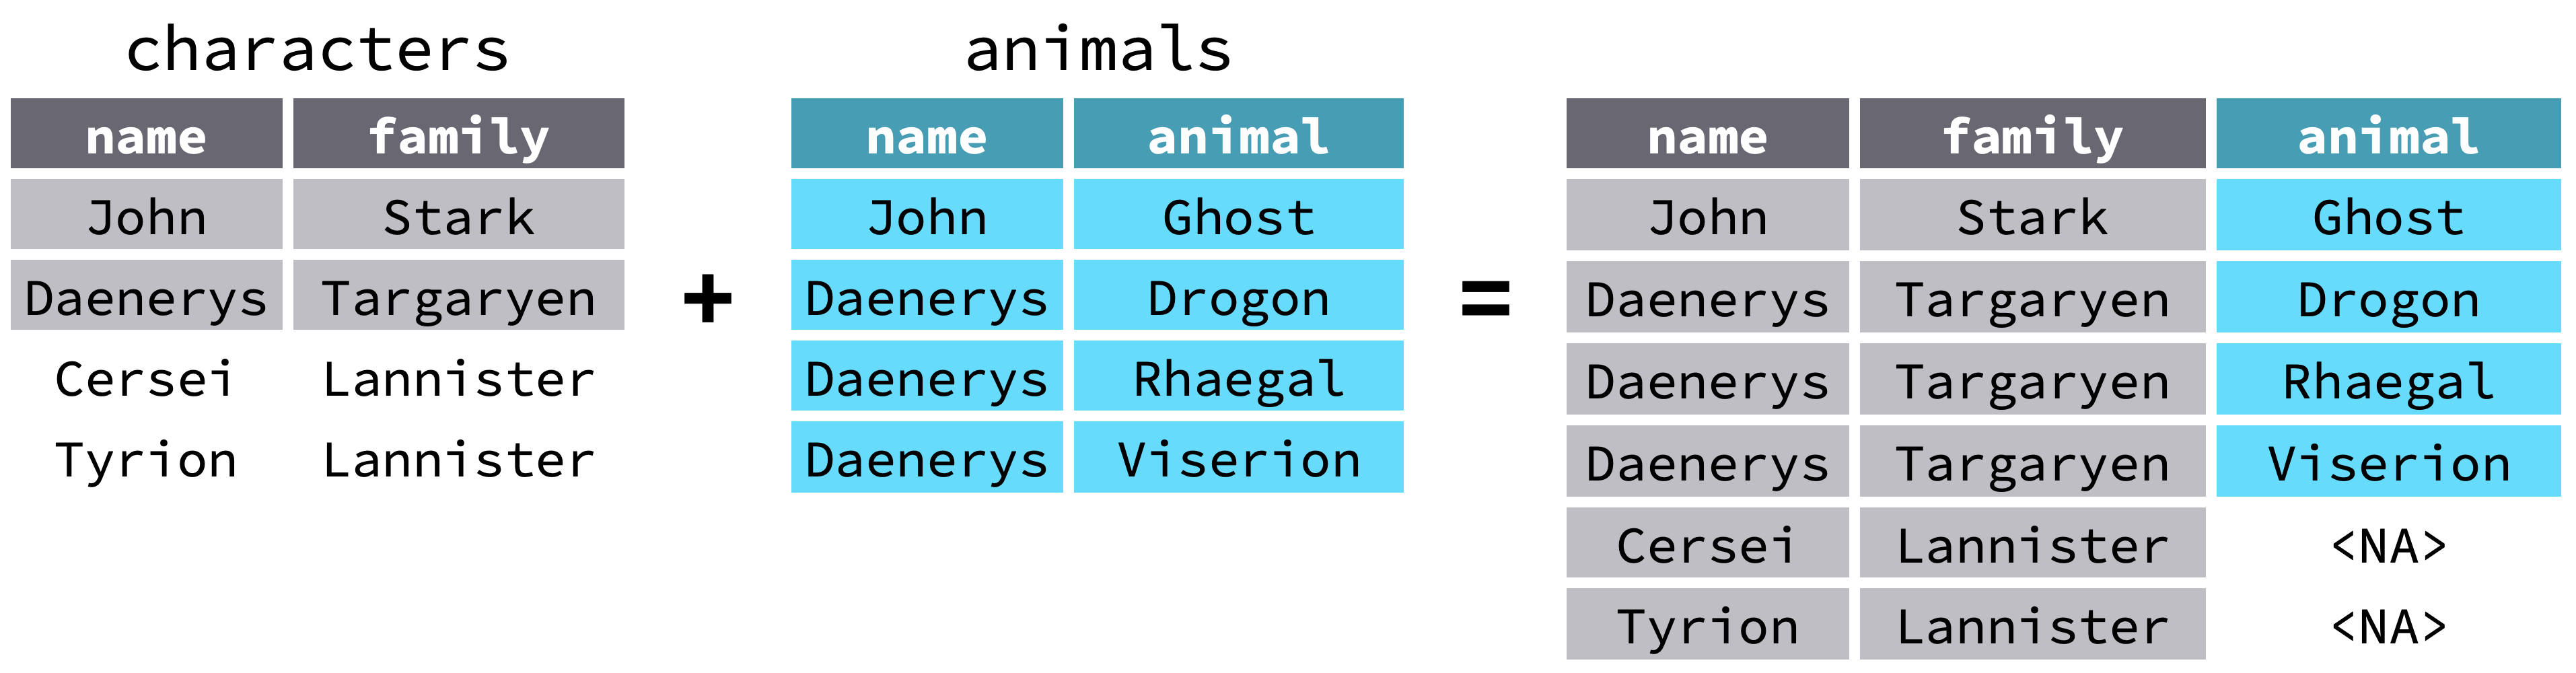 characters animals
name family name animal name family animal
John Stark John Ghost John Stark Ghost
Daenerys Targaryen + Daenerys Drogon = Daenerys Targaryen Drogon
Cersei Lannister Daenerys Rhaegal Daenerys Targaryen Rhaegal
Tyrion Lannister Daenerys Viserion Daenerys Targaryen Viserion
Cersei Lannister <NA>
Tyrion Lannister <NA>